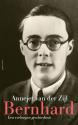 Annejet van der Zijl
Bernhard
Een verborgen geschiedenis